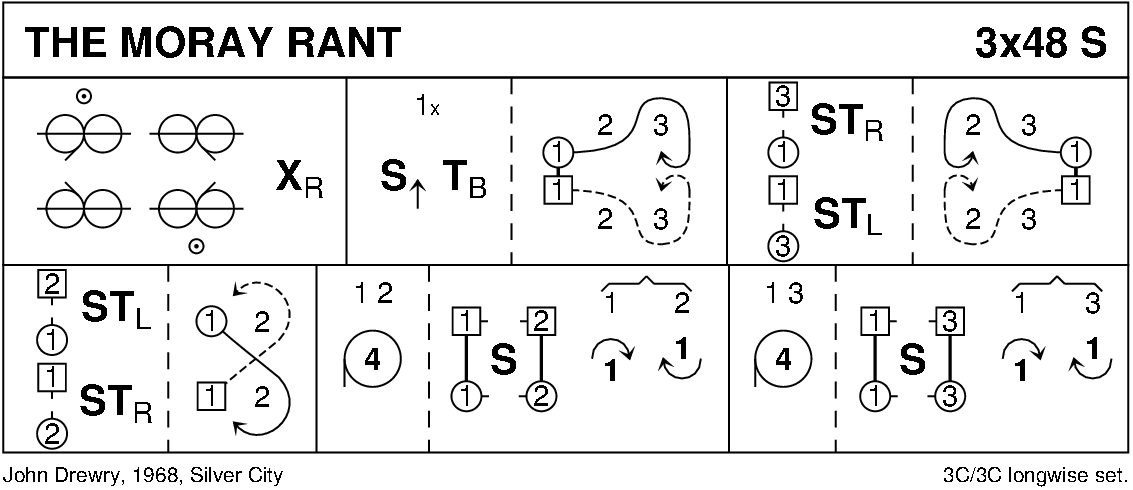 THE MORAY RANT 3x48 S
XR
1x
S↑ TB
2 3
1
1
2 3
3
STR
1
1
STL
3
2 3
1
1
2 3
2
STL
1
1
STR
2
1 2
1 2
1 2
4
1 2
S
1 2
1 2
1 1
1 3
4
1 3
S
1 3
1 3
1 1
John Drewry, 1968, Silver City 3C/3C longwise set.